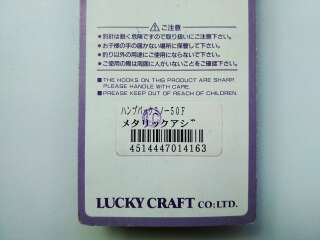 ⚠ご注意
●釣針は鋭く危険ですので取り扱いにご注意下さい。
●お子様の手の届かない場所に保管して下さい。
●釣り以外の用途にご使用にならないで下さい。
●ご使用の際は周囲に人がいないことをご確認下さい。
■THE HOOKS ON THIS PRODUCT ARE SHARP.
PLEASE HANDLE WITH CARE.
■PLEASE KEEP OUT OF REACH OF CHILDREN.
ハンプバックミノー50F
メタリックアシ゛
4514447014163
LUCKY CRAFT CO:LTD.